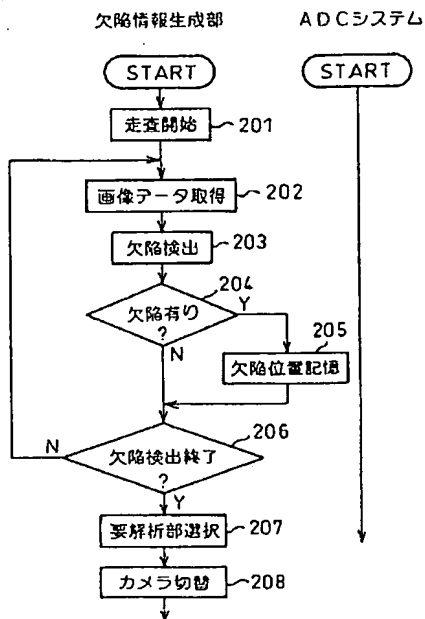 欠陥情報生成部
ADCシステム
START
START
走査開始
201
画像データ取得
202
欠陥検出
203
204
欠陥有り
?
Y
N
205
欠陥位置記憶
206
N
欠陥検出終了
?
Y
要解析部選択
207
カメラ切替
208